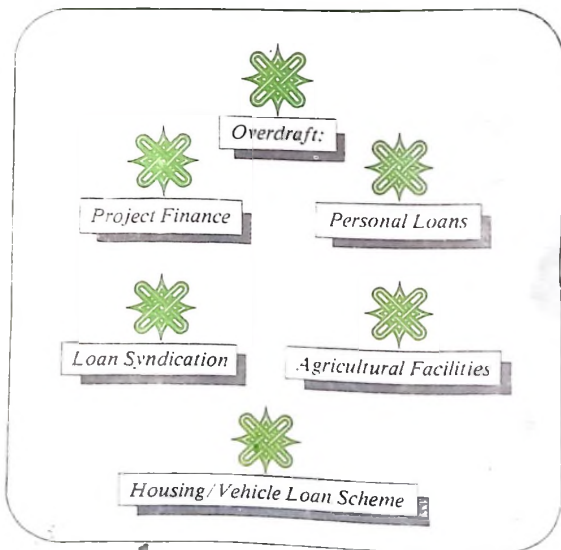 Overdraft:
Project Finance
Personal Loans
Loan Syndication
Agricultural Facilities
Housing/Vehicle Loan Scheme